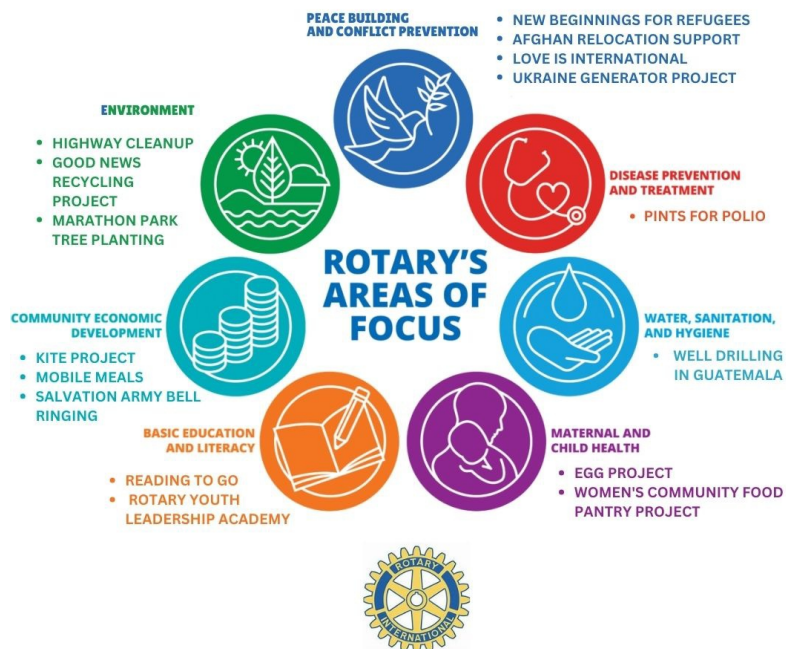 PEACE BUILDING
AND CONFLICT PREVENTION
• NEW BEGINNINGS FOR REFUGEES
• AFGHAN RELOCATION SUPPORT
• LOVE IS INTERNATIONAL
• UKRAINE GENERATOR PROJECT
ENVIRONMENT
• HIGHWAY CLEANUP
• GOOD NEWS
RECYCLING
PROJECT
• MARATHON PARK
TREE PLANTING
DISEASE PREVENTION
AND TREATMENT
• PINTS FOR POLIO
ROTARY'S
AREAS OF
FOCUS
COMMUNITY ECONOMIC
DEVELOPMENT
• KITE PROJECT
• MOBILE MEALS
• SALVATION ARMY BELL
RINGING
WATER, SANITATION,
AND HYGIENE
• WELL DRILLING
IN GUATEMALA
BASIC EDUCATION
AND LITERACY
• READING TO GO
• ROTARY YOUTH
LEADERSHIP ACADEMY
MATERNAL AND
CHILD HEALTH
• EGG PROJECT
• WOMEN'S COMMUNITY FOOD
PANTRY PROJECT
ROTARY
INTERNATIONAL